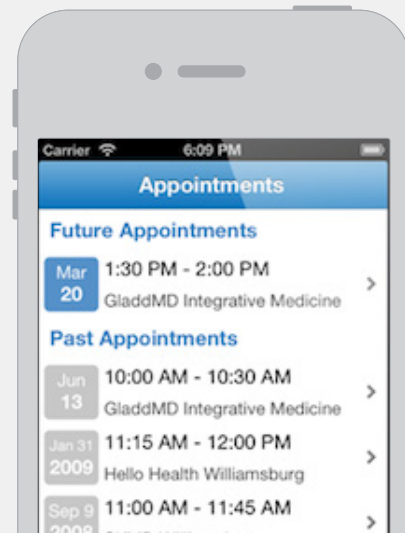 Carrier 6:09 PM
Appointments
Future Appointments
Mar
20
1:30 PM - 2:00 PM
GladdMD Integrative Medicine
Past Appointments
Jun
13
10:00 AM - 10:30 AM
GladdMD Integrative Medicine
Jan 31
2009
11:15 AM - 12:00 PM
Hello Health Williamsburg
Sep 9
2008
11:00 AM - 11:45 AM